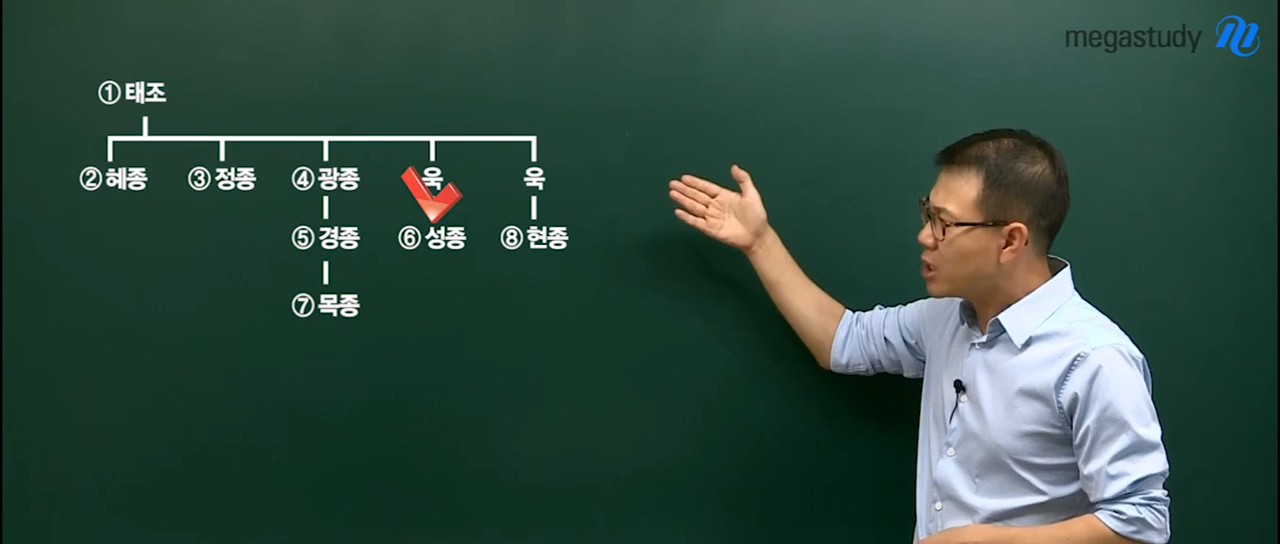 megastudy
① 태조
② 혜종 ③ 정종 ④ 광종 욱 욱
⑤ 경종 ⑥ 성종 ⑧ 현종
⑦ 목종